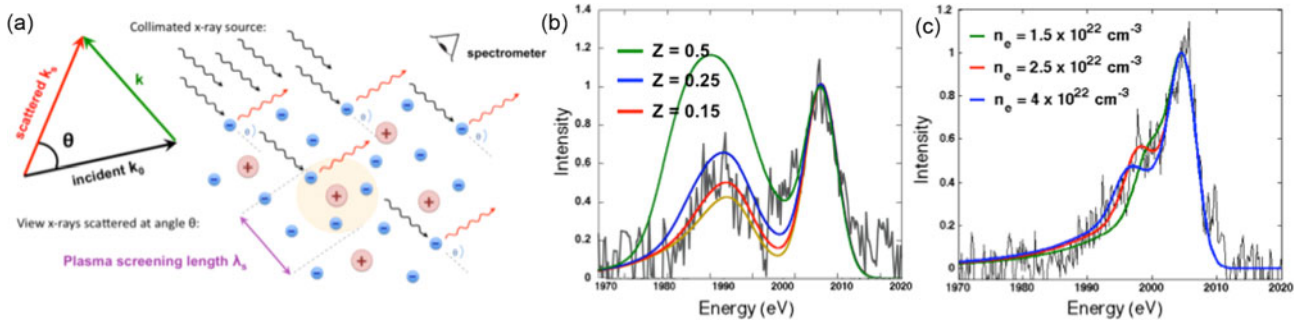 (a)
Collimated x-ray source:
spectrometer
scattered kₛ
k
θ
incident k₀
View x-rays scattered at angle θ:
Plasma screening length λₛ
(b)
1.4
1.2
1
0.8
0.6
0.4
0.2
0
Intensity
Z = 0.5
Z = 0.25
Z = 0.15
1970 1980 1990 2000 2010 2020
Energy (eV)
(c)
1.2
1
0.8
0.6
0.4
0.2
0
Intensity
nₑ = 1.5 x 10²² cm⁻³
nₑ = 2.5 x 10²² cm⁻³
nₑ = 4 x 10²² cm⁻³
1970 1980 1990 2000 2010 2020
Energy (eV)